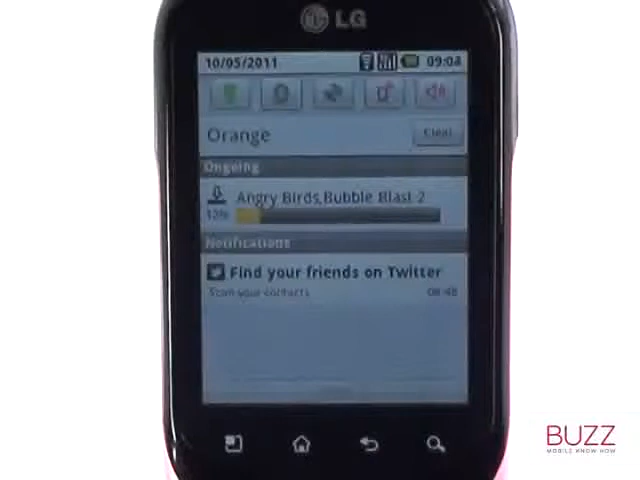 LG
10/05/2011 09:04
Orange Clear
Ongoing
Angry Birds,Bubble Blast 2
12%
Notifications
Find your friends on Twitter
Scan your contacts 08:48
BUZZ
MOBILE KNOW HOW